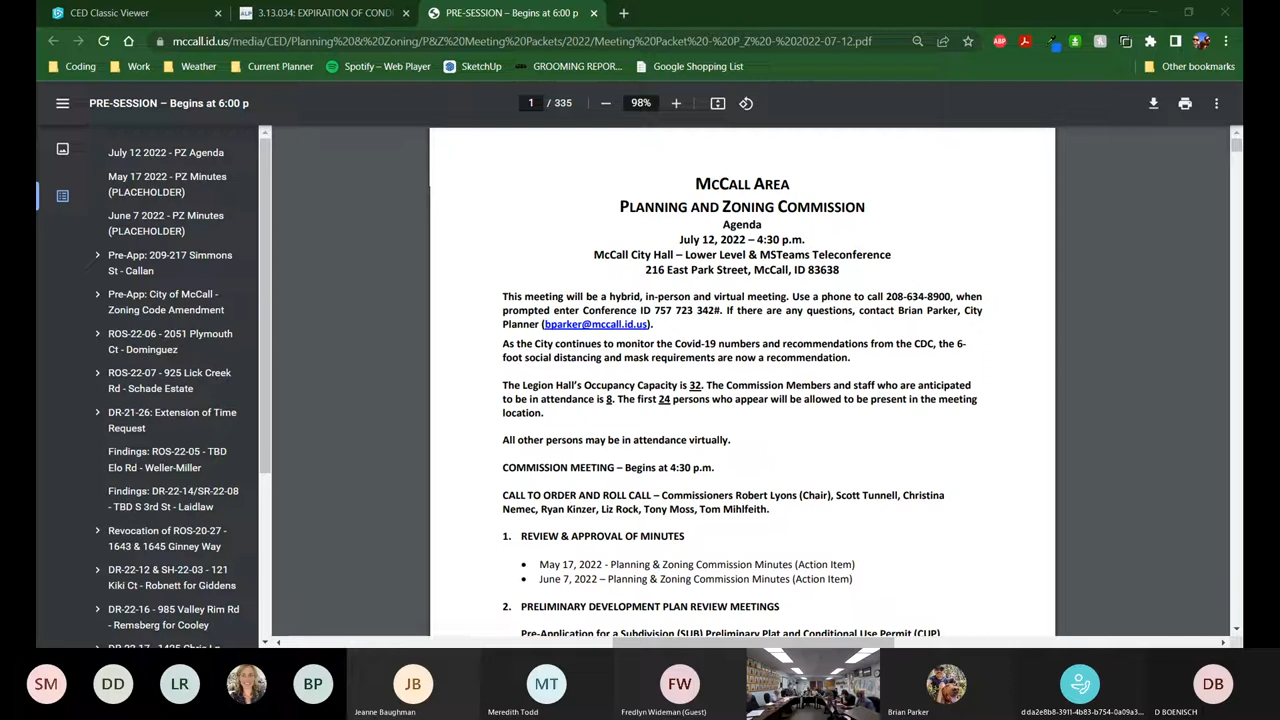 CED Classic Viewer
3.13.034: EXPIRATION OF COND
PRE-SESSION – Begins at 6:00 p
mccall.id.us/media/CED/Planning%20&%20Zoning/P&Z%20Meeting%20Packets/2022/Meeting%20Packet%20-%20P_Z%20-%202022-07-12.pdf
Coding
Work
Weather
Current Planner
Spotify – Web Player
SketchUp
GROOMING REPOR...
Google Shopping List
Other bookmarks
PRE-SESSION – Begins at 6:00 p
1 / 335
98%
July 12 2022 - PZ Agenda
May 17 2022 - PZ Minutes
(PLACEHOLDER)
June 7 2022 - PZ Minutes
(PLACEHOLDER)
Pre-App: 209-217 Simmons
St - Callan
Pre-App: City of McCall -
Zoning Code Amendment
ROS-22-06 - 2051 Plymouth
Ct - Dominguez
ROS-22-07 - 925 Lick Creek
Rd - Schade Estate
DR-21-26: Extension of Time
Request
Findings: ROS-22-05 - TBD
Elo Rd - Weller-Miller
Findings: DR-22-14/SR-22-08
- TBD S 3rd St - Laidlaw
Revocation of ROS-20-27 -
1643 & 1645 Ginney Way
DR-22-12 & SH-22-03 - 121
Kiki Ct - Robnett for Giddens
DR-22-16 - 985 Valley Rim Rd
- Remsberg for Cooley
MCCALL AREA
PLANNING AND ZONING COMMISSION
Agenda
July 12, 2022 – 4:30 p.m.
McCall City Hall – Lower Level & MSTeams Teleconference
216 East Park Street, McCall, ID 83638
This meeting will be a hybrid, in-person and virtual meeting. Use a phone to call 208-634-8900, when
prompted enter Conference ID 757 723 342#. If there are any questions, contact Brian Parker, City
Planner (bparker@mccall.id.us).
As the City continues to monitor the Covid-19 numbers and recommendations from the CDC, the 6-
foot social distancing and mask requirements are now a recommendation.
The Legion Hall's Occupancy Capacity is 32. The Commission Members and staff who are anticipated
to be in attendance is 8. The first 24 persons who appear will be allowed to be present in the meeting
location.
All other persons may be in attendance virtually.
COMMISSION MEETING – Begins at 4:30 p.m.
CALL TO ORDER AND ROLL CALL – Commissioners Robert Lyons (Chair), Scott Tunnell, Christina
Nemec, Ryan Kinzer, Liz Rock, Tony Moss, Tom Mihlfeith.
1. REVIEW & APPROVAL OF MINUTES
• May 17, 2022 - Planning & Zoning Commission Minutes (Action Item)
• June 7, 2022 – Planning & Zoning Commission Minutes (Action Item)
2. PRELIMINARY DEVELOPMENT PLAN REVIEW MEETINGS
Pre-Application for a Subdivision (SUB) Preliminary Plat and Conditional Use Permit (CUP)
SM
DD
LR
BP
JB
MT
FW
DB
Jeanne Baughman
Meredith Todd
Fredlyn Wideman (Guest)
Brian Parker
dda2e8b8-3911-4b83-b754-0a09a3...
D BOENISCH